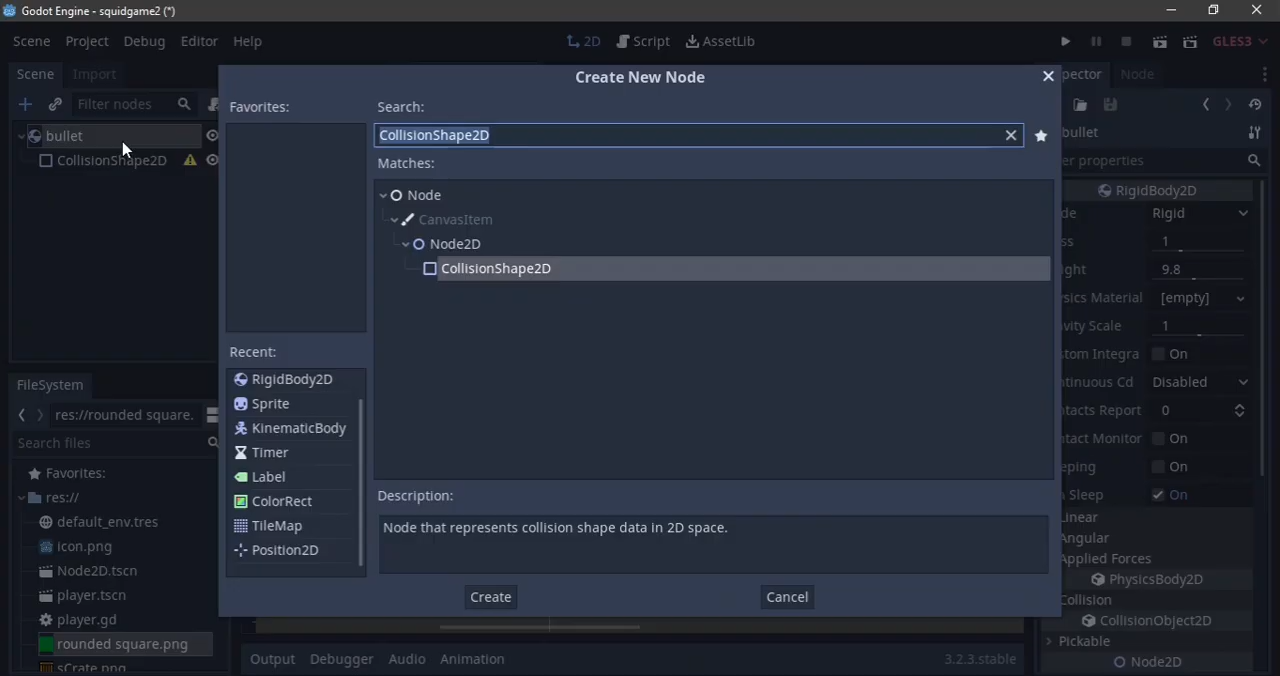 Godot Engine - squidgame2 (*)
Scene Project Debug Editor Help
2D Script AssetLib
GLES3
Scene Import
Filter nodes
bullet
CollisionShape2D
Create New Node
Favorites:
Recent:
RigidBody2D
Sprite
KinematicBody
Timer
Label
ColorRect
TileMap
Position2D
Search:
CollisionShape2D
Matches:
Node
CanvasItem
Node2D
CollisionShape2D
Description:
Node that represents collision shape data in 2D space.
Create Cancel
FileSystem
res://rounded square.
Search files
Favorites:
res://
default_env.tres
icon.png
Node2D.tscn
player.tscn
player.gd
rounded square.png
sCrate.png
Output Debugger Audio Animation 3.2.3.stable
pector Node
bullet
er properties
RigidBody2D
de Rigid
ss 1
ght 9.8
sics Material [empty]
vity Scale 1
tom Integra On
ntinuous Cd Disabled
ntacts Report 0
ntact Monitor On
eping On
n Sleep On
Linear
Angular
Applied Forces
PhysicsBody2D
Collision
CollisionObject2D
Pickable
Node2D